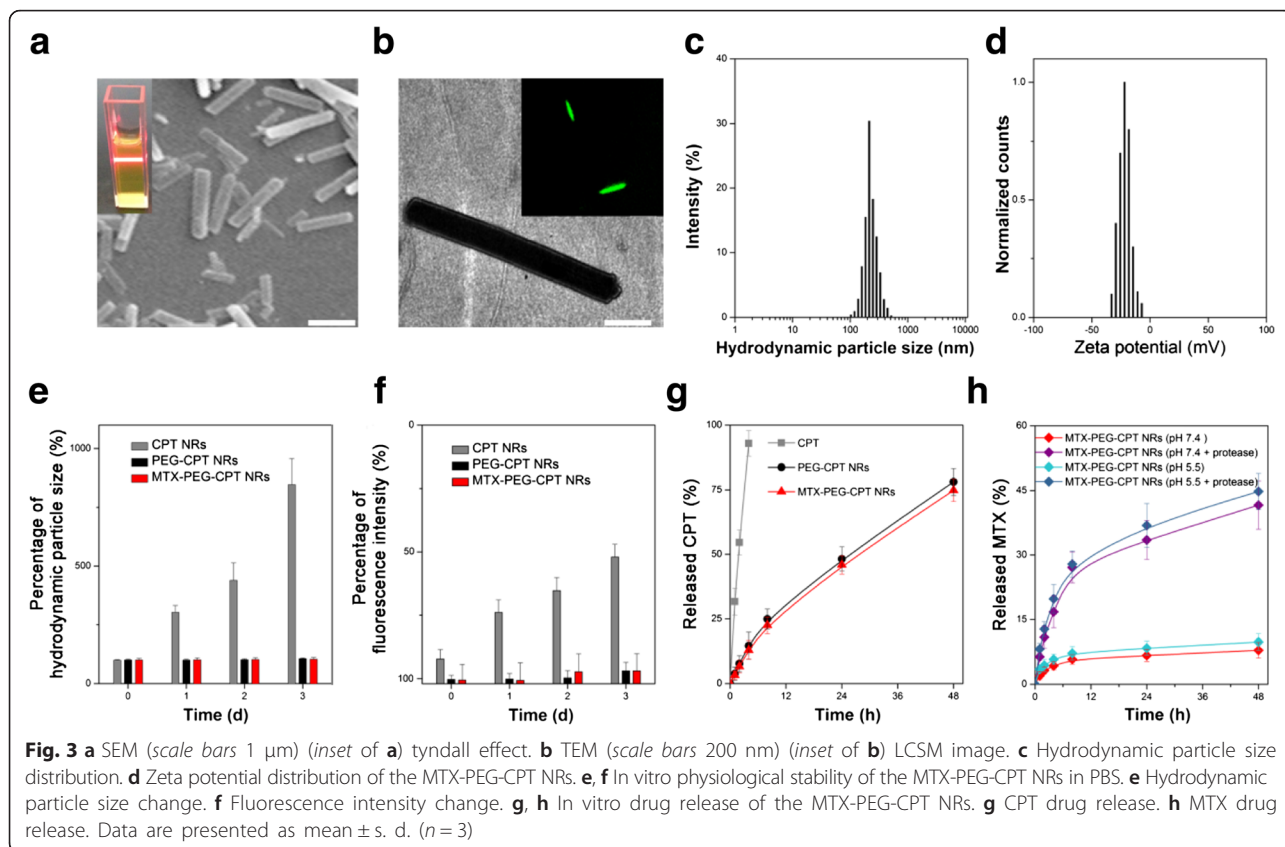 a
b
c
d
Intensity (%)
40
30
20
10
0
1
10
100
1000
10000
Hydrodynamic particle size (nm)
Normalized counts
1.0
0.5
0.0
-100
-50
0
50
100
Zeta potential (mV)
e
f
g
h
Percentage of
hydrodynamic particle size (%)
1000
500
0
CPT NRs
PEG-CPT NRs
MTX-PEG-CPT NRs
0
1
2
3
Time (d)
Percentage of
fluorescence intensity (%)
0
50
100
CPT NRs
PEG-CPT NRs
MTX-PEG-CPT NRs
0
1
2
3
Time (d)
Released CPT (%)
100
75
50
25
0
CPT
PEG-CPT NRs
MTX-PEG-CPT NRs
0
12
24
36
48
Time (h)
Released MTX (%)
60
45
30
15
0
MTX-PEG-CPT NRs (pH 7.4 )
MTX-PEG-CPT NRs (pH 7.4 + protease)
MTX-PEG-CPT NRs (pH 5.5)
MTX-PEG-CPT NRs (pH 5.5 + protease)
0
12
24
36
48
Time (h)
Fig. 3 a SEM (scale bars 1 μm) (inset of a) tyndall effect. b TEM (scale bars 200 nm) (inset of b) LCSM image. c Hydrodynamic particle size
distribution. d Zeta potential distribution of the MTX-PEG-CPT NRs. e, f In vitro physiological stability of the MTX-PEG-CPT NRs in PBS. e Hydrodynamic
particle size change. f Fluorescence intensity change. g, h In vitro drug release of the MTX-PEG-CPT NRs. g CPT drug release. h MTX drug
release. Data are presented as mean ± s. d. (n = 3)